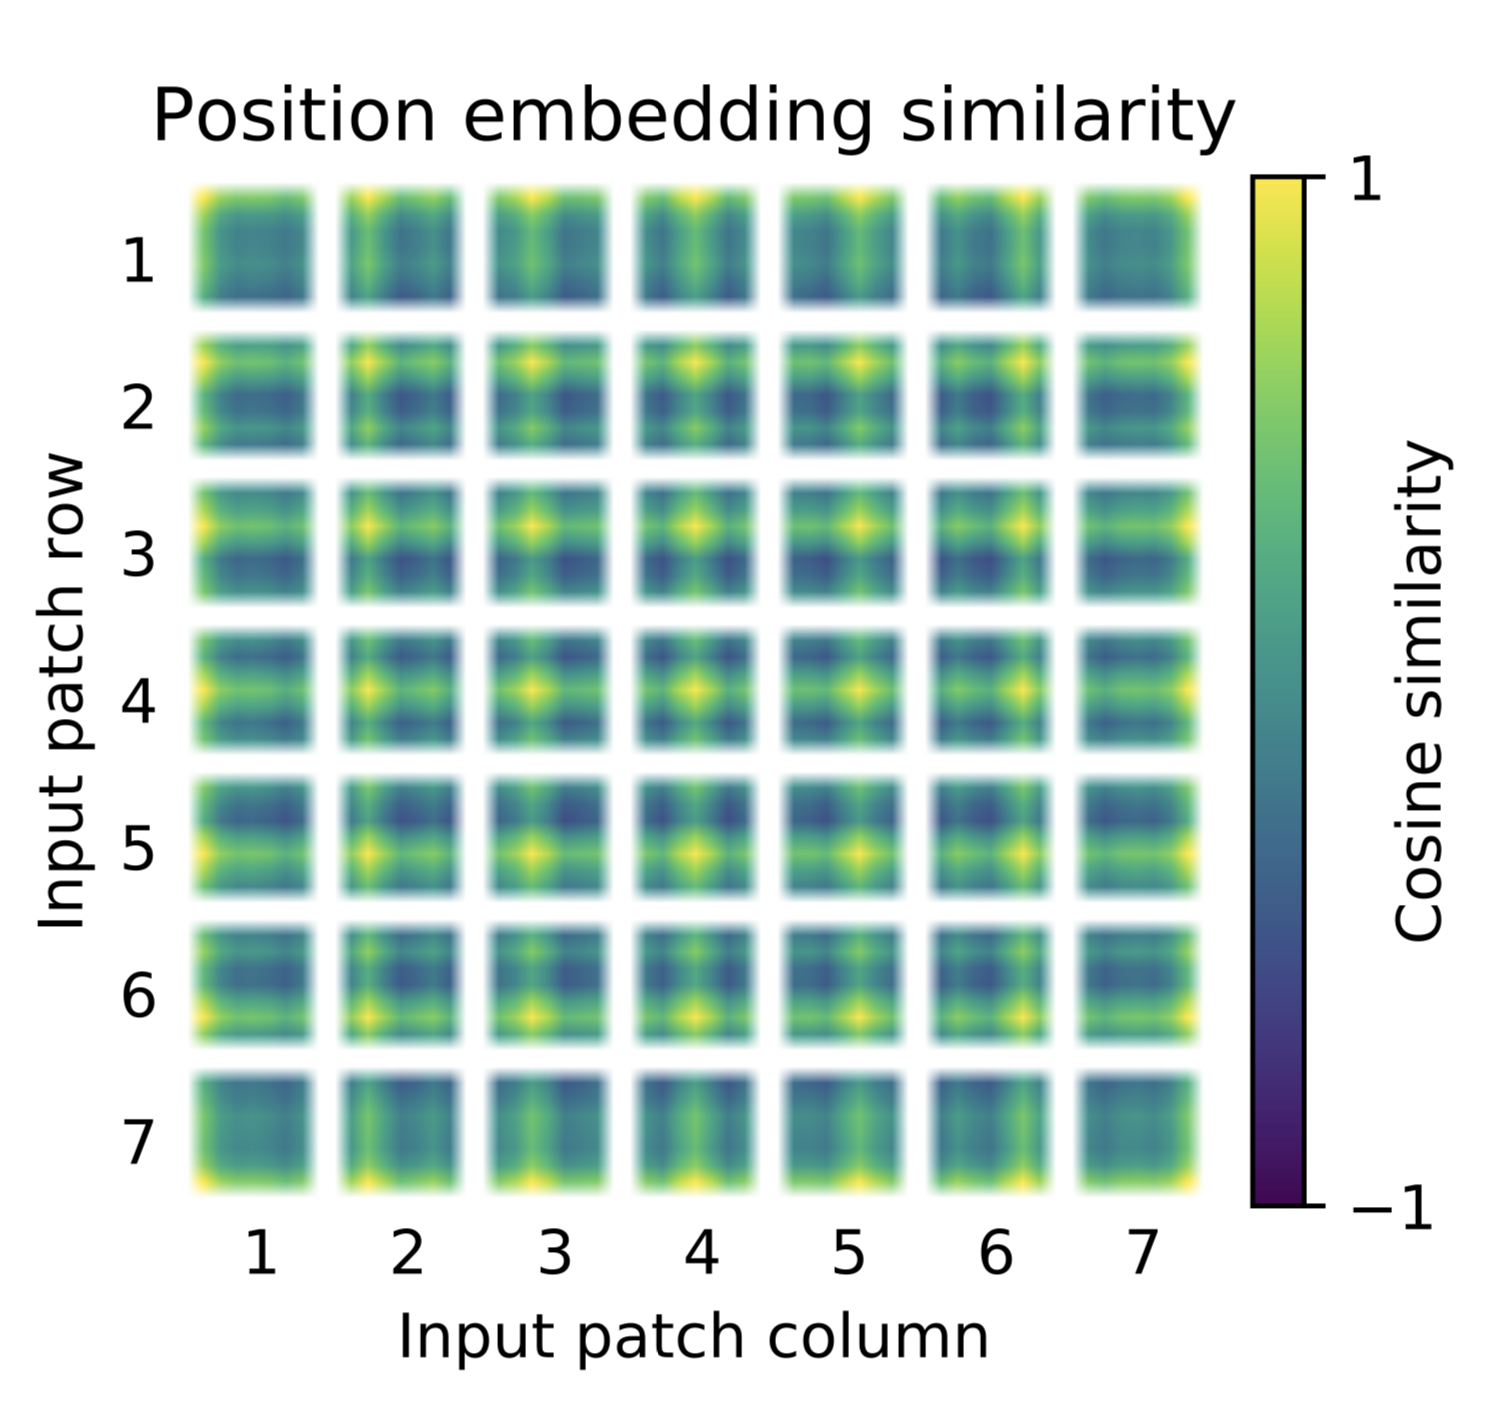 Position embedding similarity
1
2
3
4
5
6
7
Input patch row
1 2 3 4 5 6 7
Input patch column
1
−1
Cosine similarity